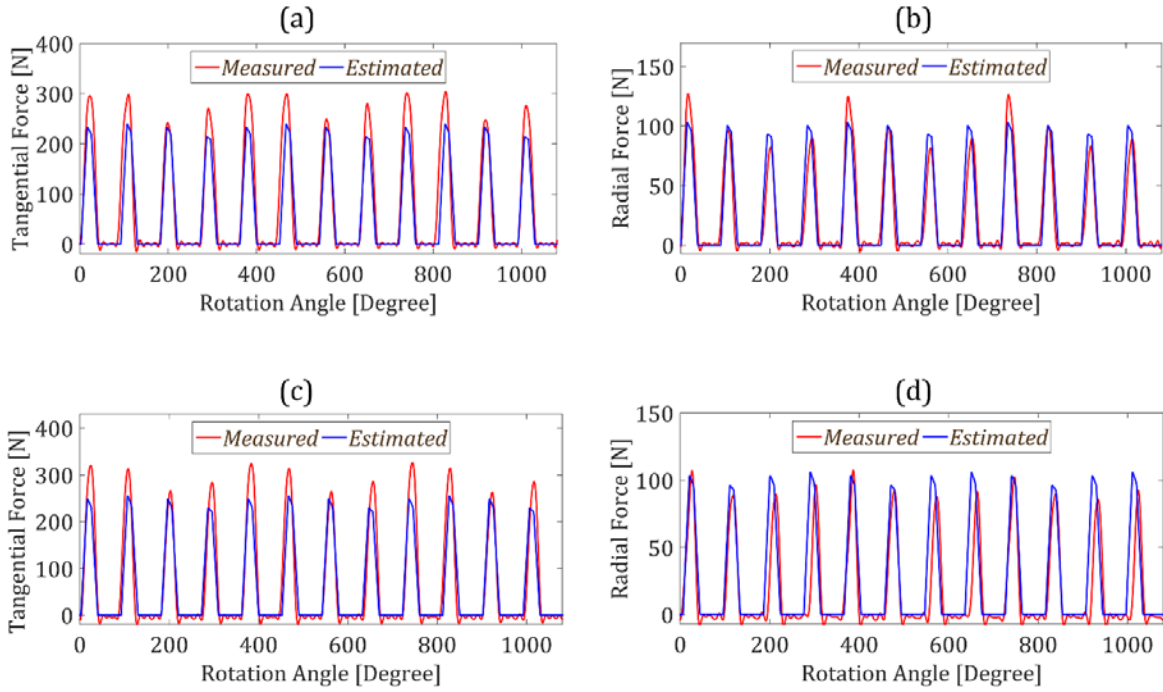 (a)
Tangential Force [N]
400
300
200
100
0
Measured Estimated
0 200 400 600 800 1000
Rotation Angle [Degree]
(b)
Radial Force [N]
150
100
50
0
Measured Estimated
0 200 400 600 800 1000
Rotation Angle [Degree]
(c)
Tangential Force [N]
400
300
200
100
0
Measured Estimated
0 200 400 600 800 1000
Rotation Angle [Degree]
(d)
Radial Force [N]
150
100
50
0
Measured Estimated
0 200 400 600 800 1000
Rotation Angle [Degree]